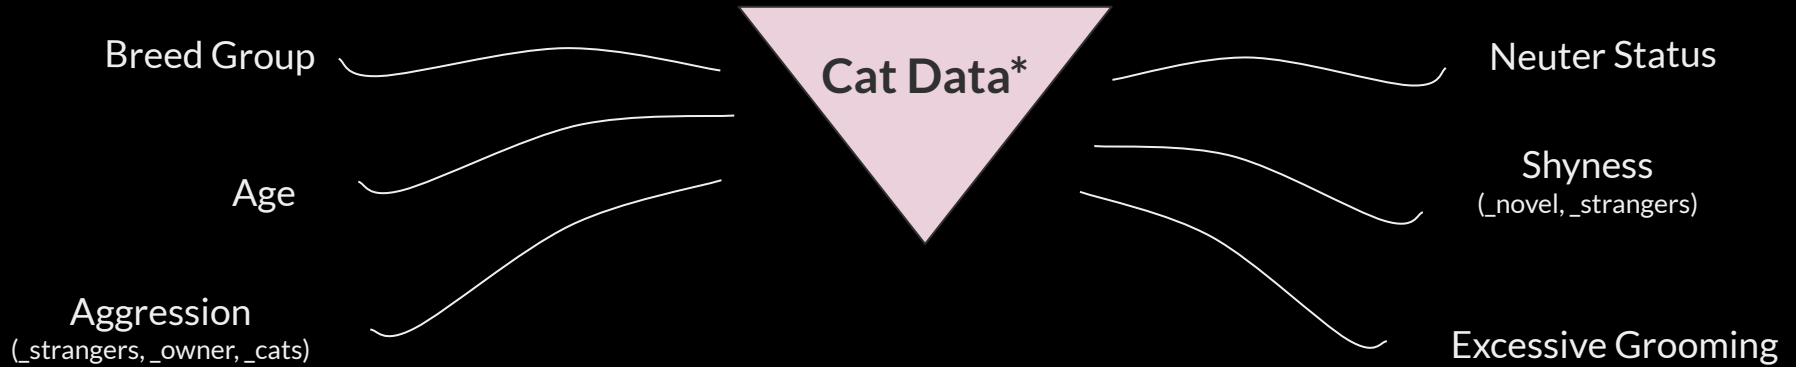 Cat Data*
Breed Group
Age
Aggression
(_strangers, _owner, _cats)
Neuter Status
Shyness
(_novel, _strangers)
Excessive Grooming